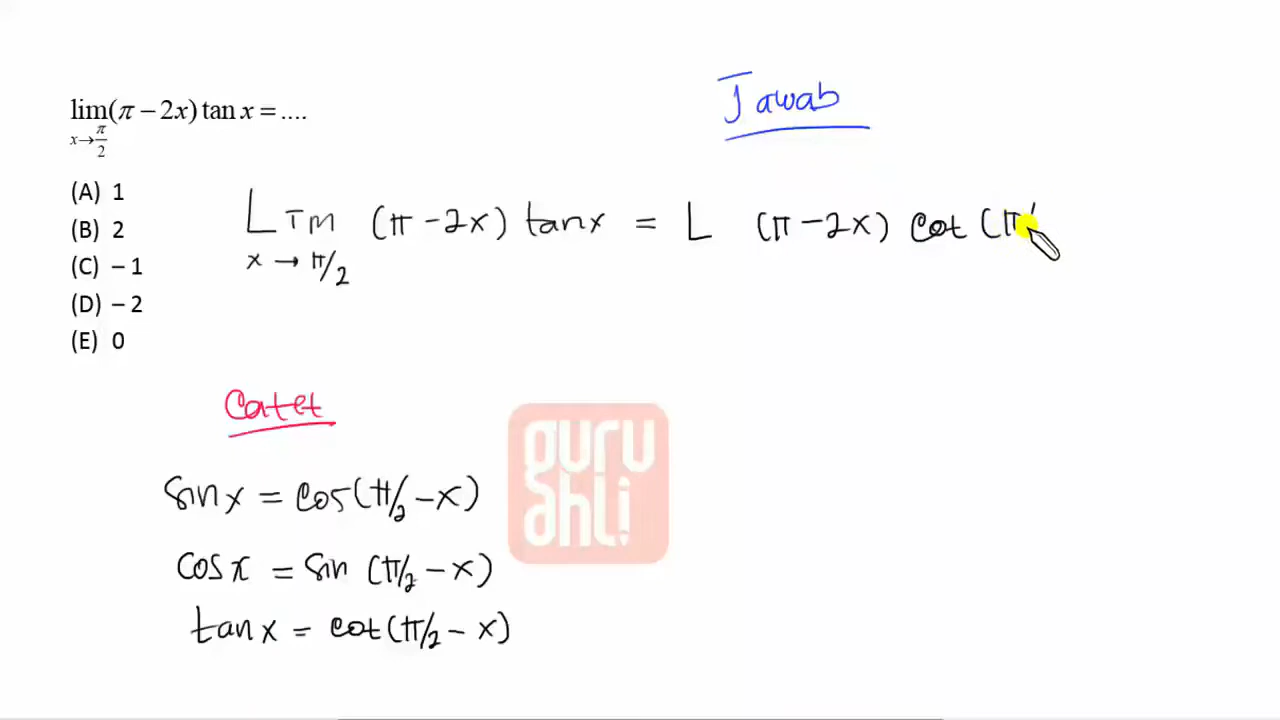 lim (π − 2x) tan x = ....
x→π/2
(A) 1
(B) 2
(C) – 1
(D) – 2
(E) 0
Jawab
LIM (π − 2x) tan x = L (π − 2x) cot (π/
x → π/2
Catet
sin x = cos(π/2 − x)
cos x = sin (π/2 − x)
tan x = cot(π/2 − x)
guru
ahli